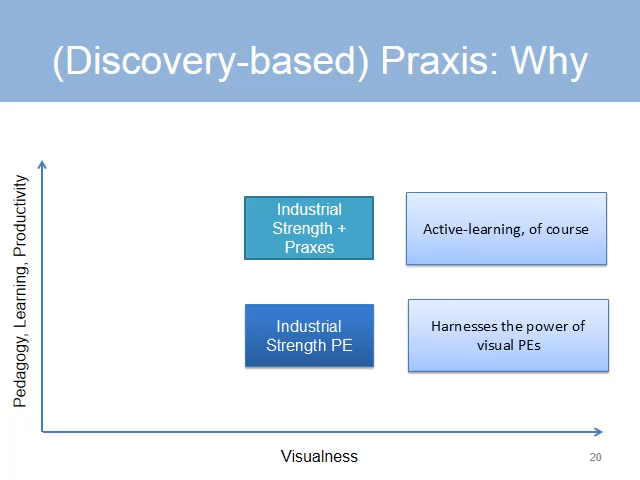 (Discovery-based) Praxis: Why
Pedagogy, Learning, Productivity
Industrial
Strength +
Praxes
Active-learning, of course
Industrial
Strength PE
Harnesses the power of
visual PEs
Visualness
20